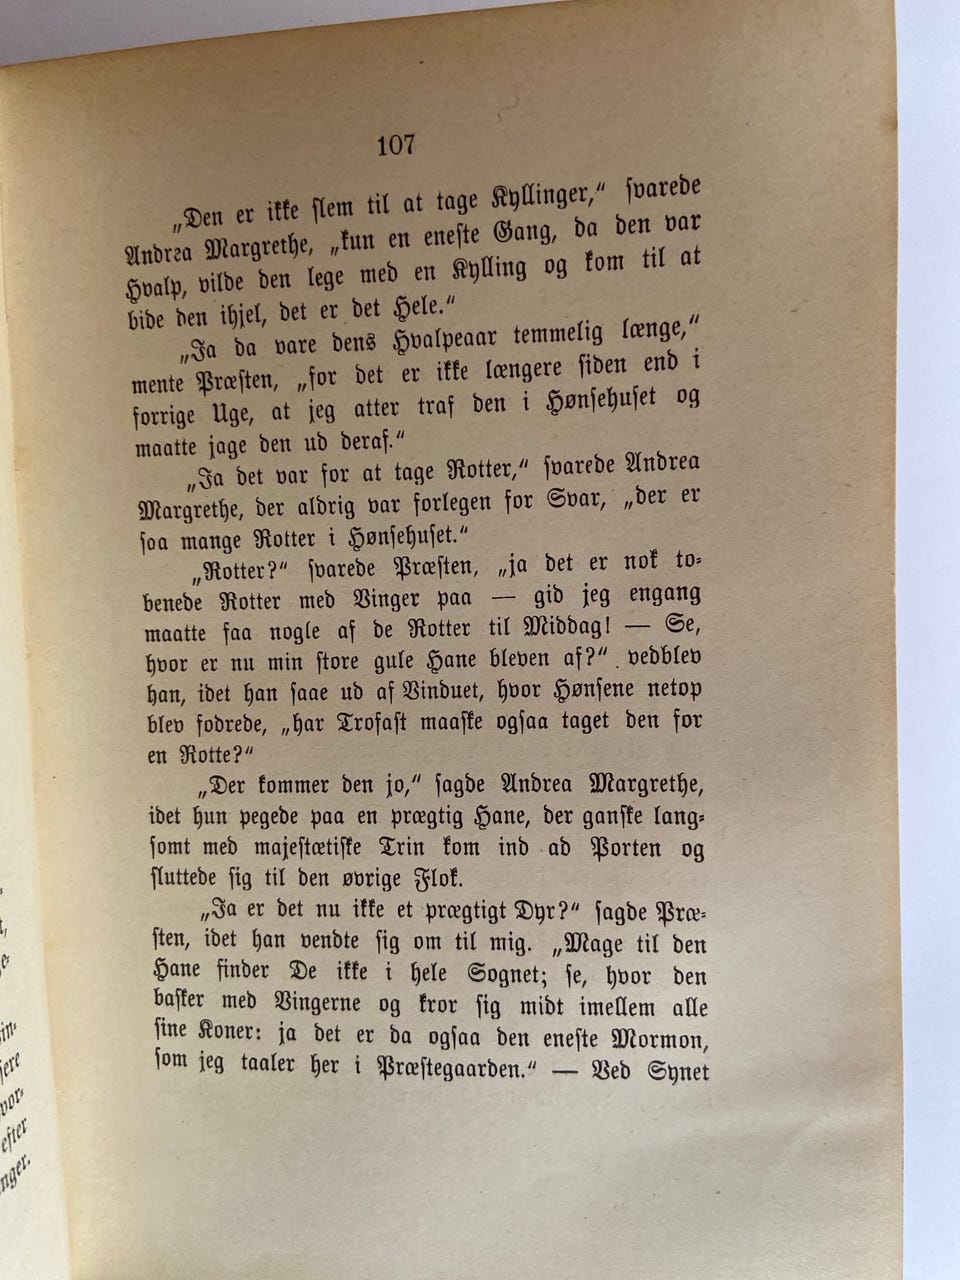 107
„Den er ikke slem til at tage Kyllinger,“ svarede
Andrea Margrethe, „kun en eneste Gang, da den var
Hvalp, vilde den lege med en Kylling og kom til at
bide den ihjel, det er det Hele.“
„Ja da vare dens Hvalpeaar temmelig længe,“
mente Præsten, „for det er ikke længere siden end i
forrige Uge, at jeg atter traf den i Hønsehuset og
maatte jage den ud deraf.“
„Ja det var for at tage Rotter,“ svarede Andrea
Margrethe, der aldrig var forlegen for Svar, „der er
saa mange Rotter i Hønsehuset.“
„Rotter?“ svarede Præsten, „ja det er nok to-
benede Rotter med Vinger paa — gid jeg engang
maatte faa nogle af de Rotter til Middag! — Se,
hvor er nu min store gule Hane bleven af?“ vedblev
han, idet han saae ud af Vinduet, hvor Hønsene netop
blev fodrede, „har Trofast maaske ogsaa taget den for
en Rotte?“
„Der kommer den jo,“ sagde Andrea Margrethe,
idet hun pegede paa en prægtig Hane, der ganske lang-
somt med majestætiske Trin kom ind ad Porten og
sluttede sig til den øvrige Flok.
„Ja er det nu ikke et prægtigt Dyr?“ sagde Præ-
sten, idet han vendte sig om til mig. „Mage til den
Hane finder De ikke i hele Sognet; se, hvor den
basker med Vingerne og kror sig midt imellem alle
sine Koner: ja det er da ogsaa den eneste Mormon,
som jeg taaler her i Præstegaarden.“ — Ved Synet